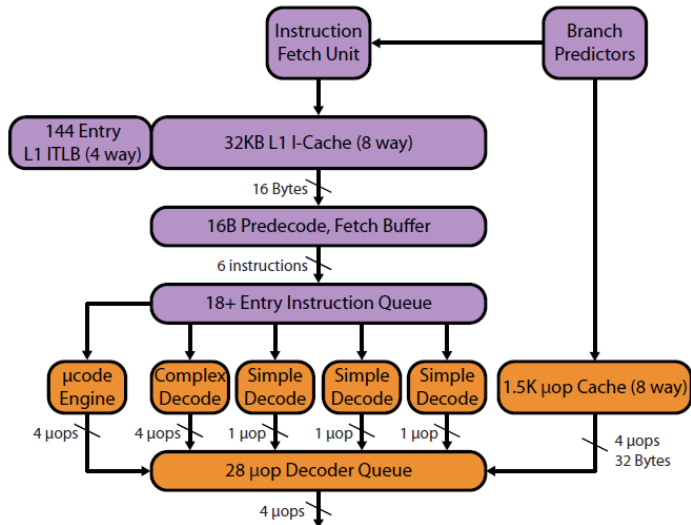 Instruction
Fetch Unit
Branch
Predictors
144 Entry
L1 ITLB (4 way)
32KB L1 I-Cache (8 way)
16 Bytes
16B Predecode, Fetch Buffer
6 instructions
18+ Entry Instruction Queue
µcode
Engine
Complex
Decode
Simple
Decode
Simple
Decode
Simple
Decode
1.5K µop Cache (8 way)
4 µops
4 µops
1 µop
1 µop
1 µop
4 µops
32 Bytes
28 µop Decoder Queue
4 µops